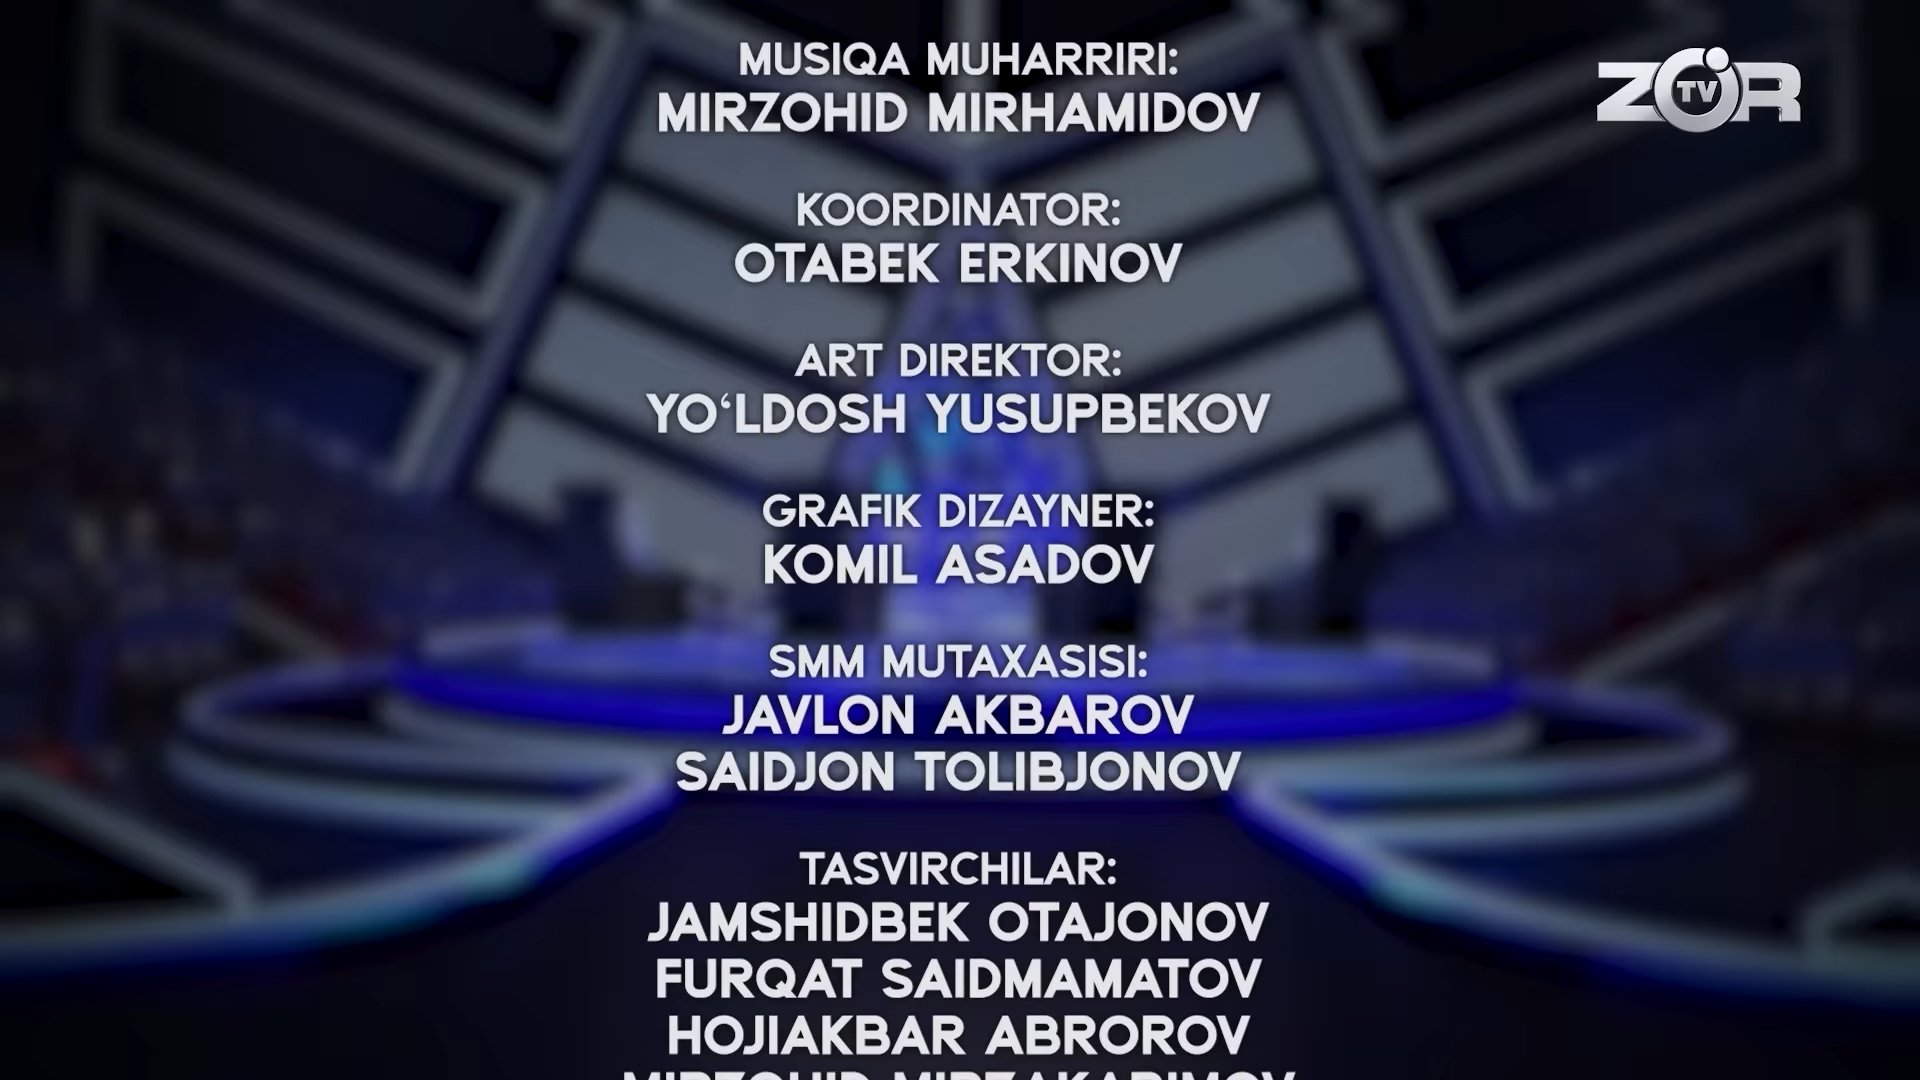 MUSIQA MUHARRIRI:
MIRZOHID MIRHAMIDOV
ZO'R TV
KOORDINATOR:
OTABEK ERKINOV
ART DIREKTOR:
YO‘LDOSH YUSUPBEKOV
GRAFIK DIZAYNER:
KOMIL ASADOV
SMM MUTAXASISI:
JAVLON AKBAROV
SAIDJON TOLIBJONOV
TASVIRCHILAR:
JAMSHIDBEK OTAJONOV
FURQAT SAIDMAMATOV
HOJIAKBAR ABROROV